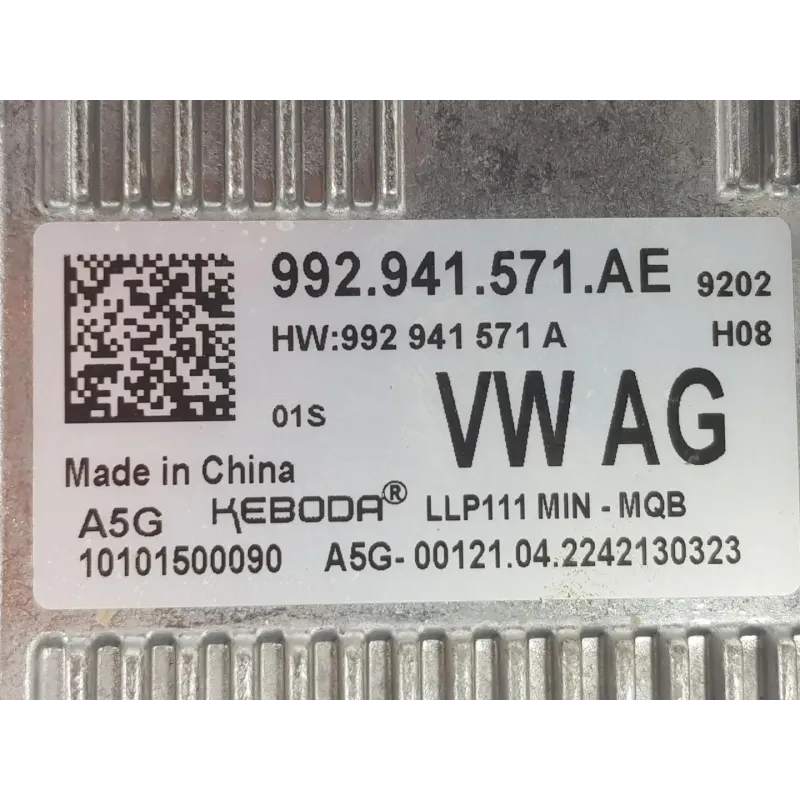 992.941.571.AE 9202
HW:992 941 571 A H08
01S VW AG
Made in China
A5G KEBODA® LLP111 MIN - MQB
10101500090 A5G- 00121.04.2242130323